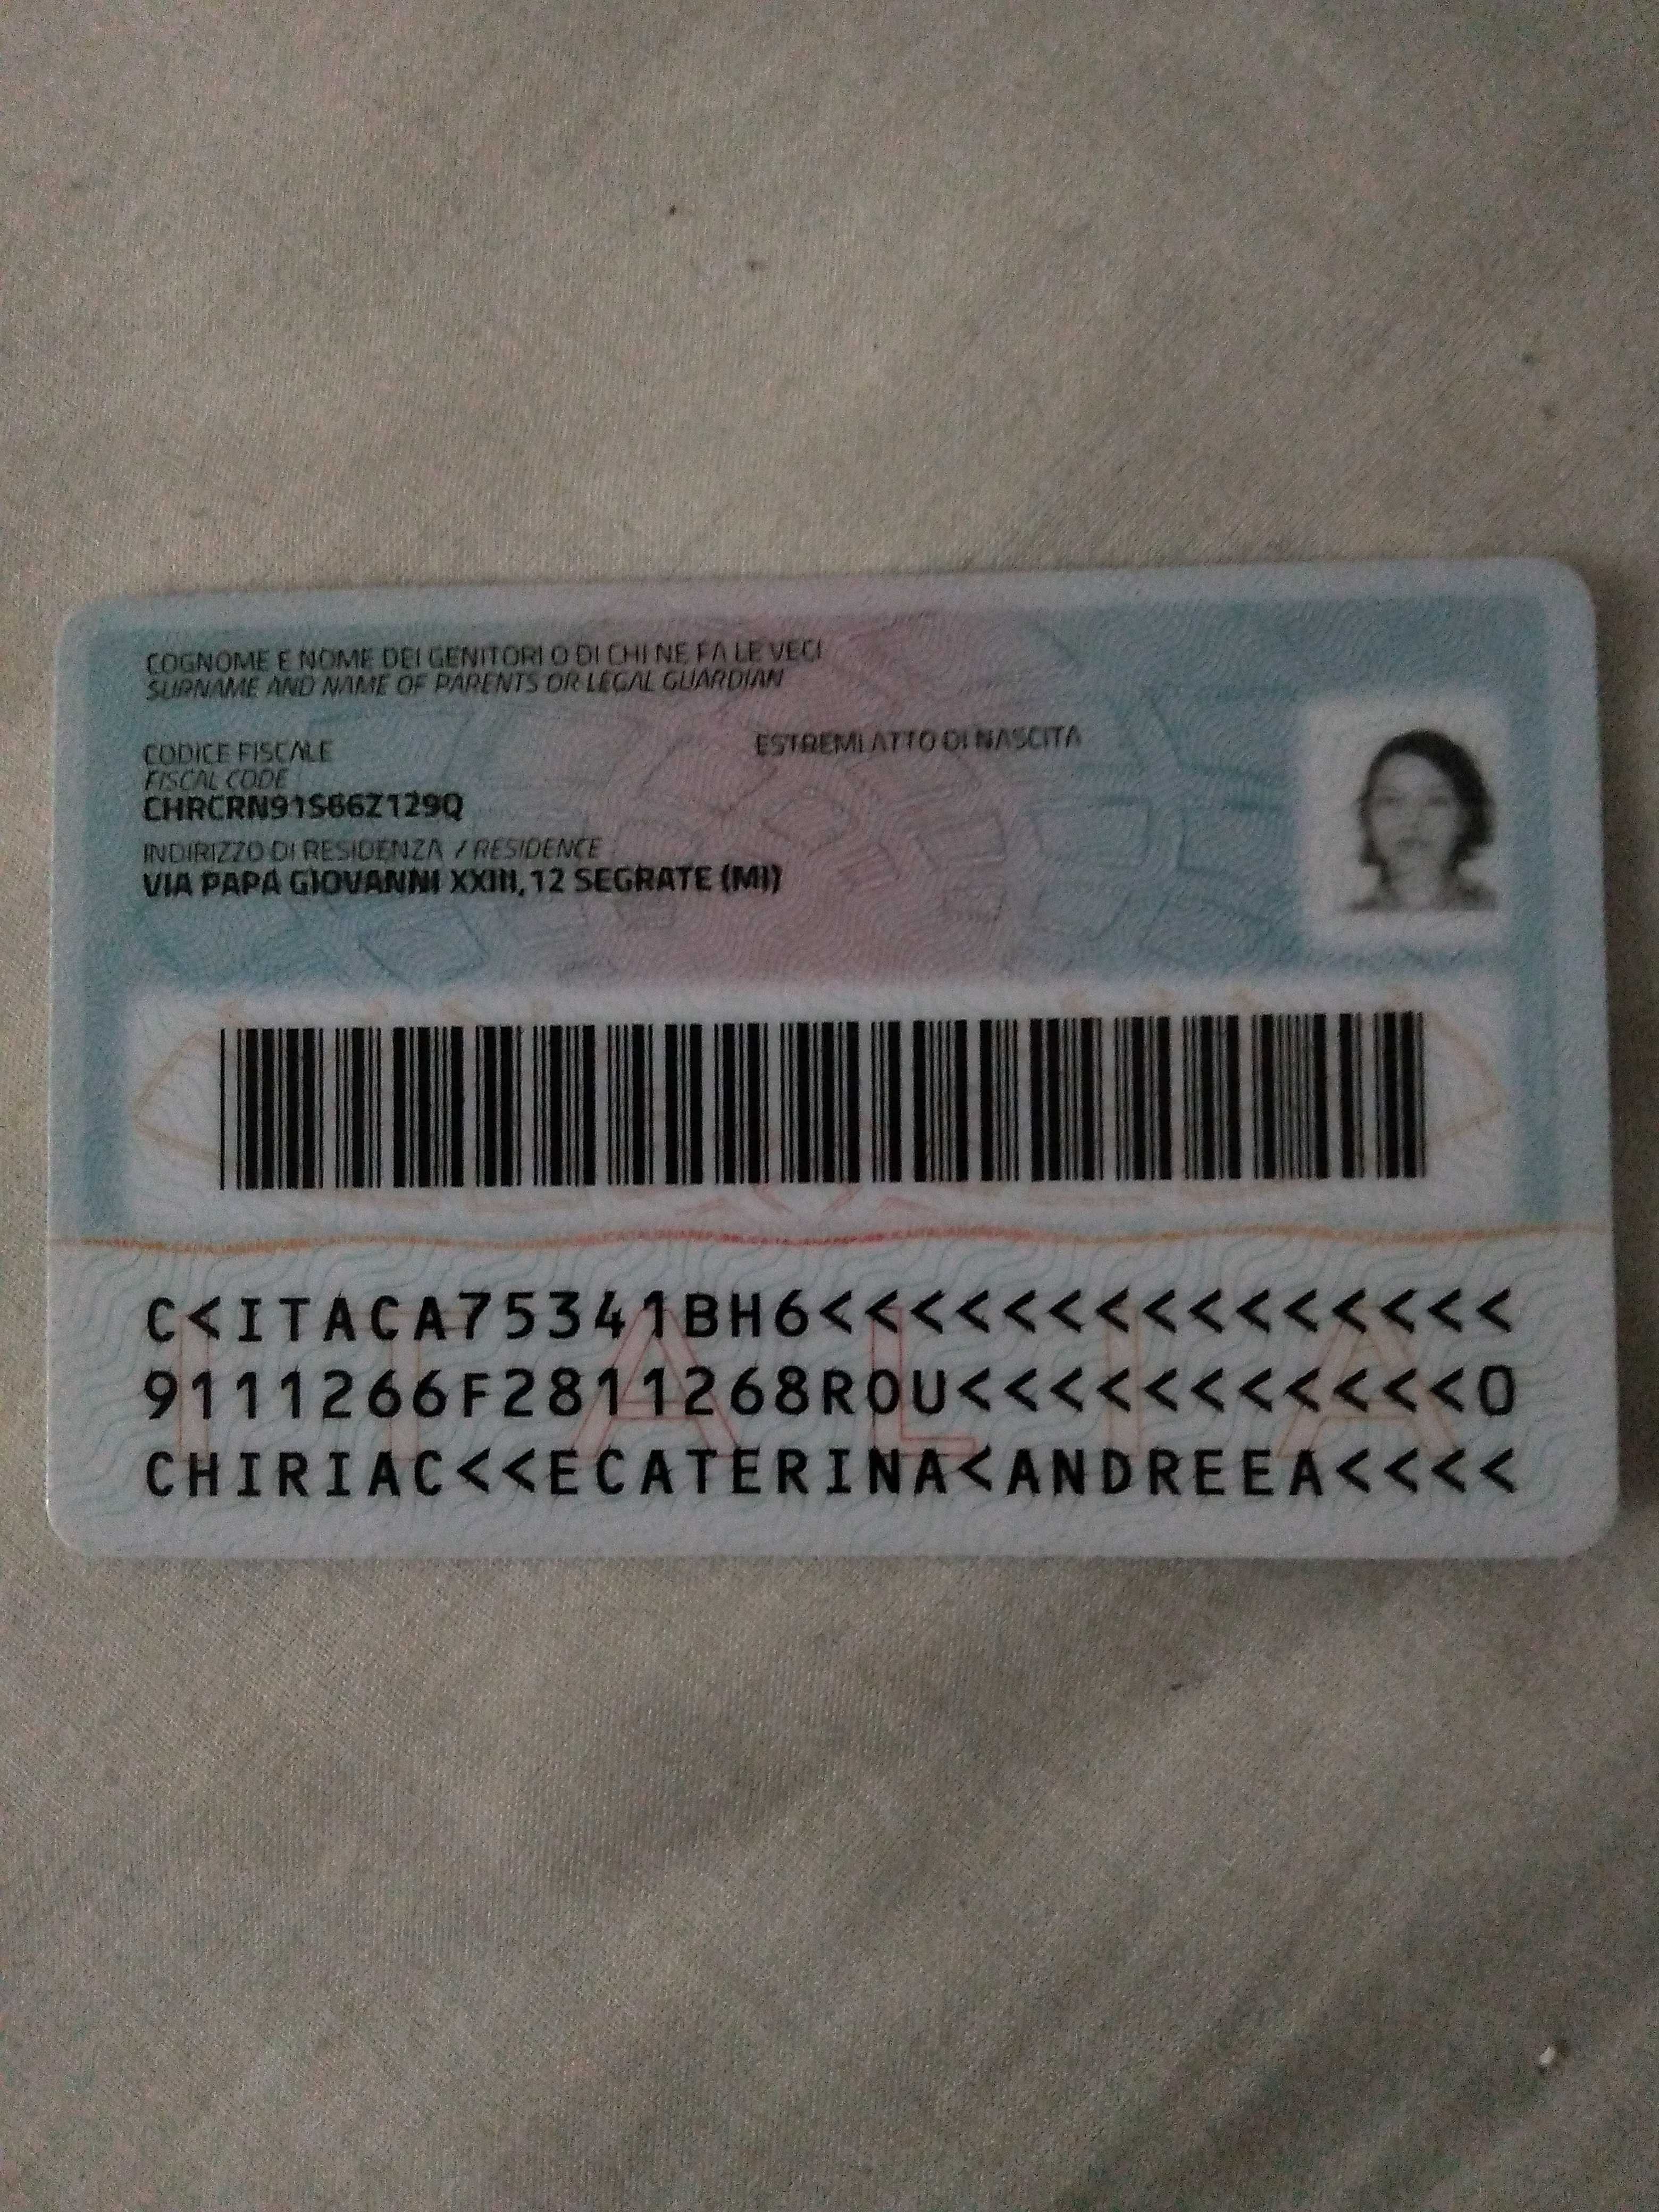 COGNOME E NOME DEI GENITORI O DI CHI NE FA LE VECI
SURNAME AND NAME OF PARENTS OR LEGAL GUARDIAN
CODICE FISCALE
ESTREMI ATTO DI NASCITA
FISCAL CODE
CHRCRN91S66Z129Q
INDIRIZZO DI RESIDENZA / RESIDENCE
VIA PAPA GIOVANNI XXIII, 12 SEGRATE (MI)
C<ITACA75341BH6<<<<<<<<<<<<<<<
9111266F2811268ROU<<<<<<<<<<<0
CHIRIAC<<ECATERINA<ANDREEA<<<<